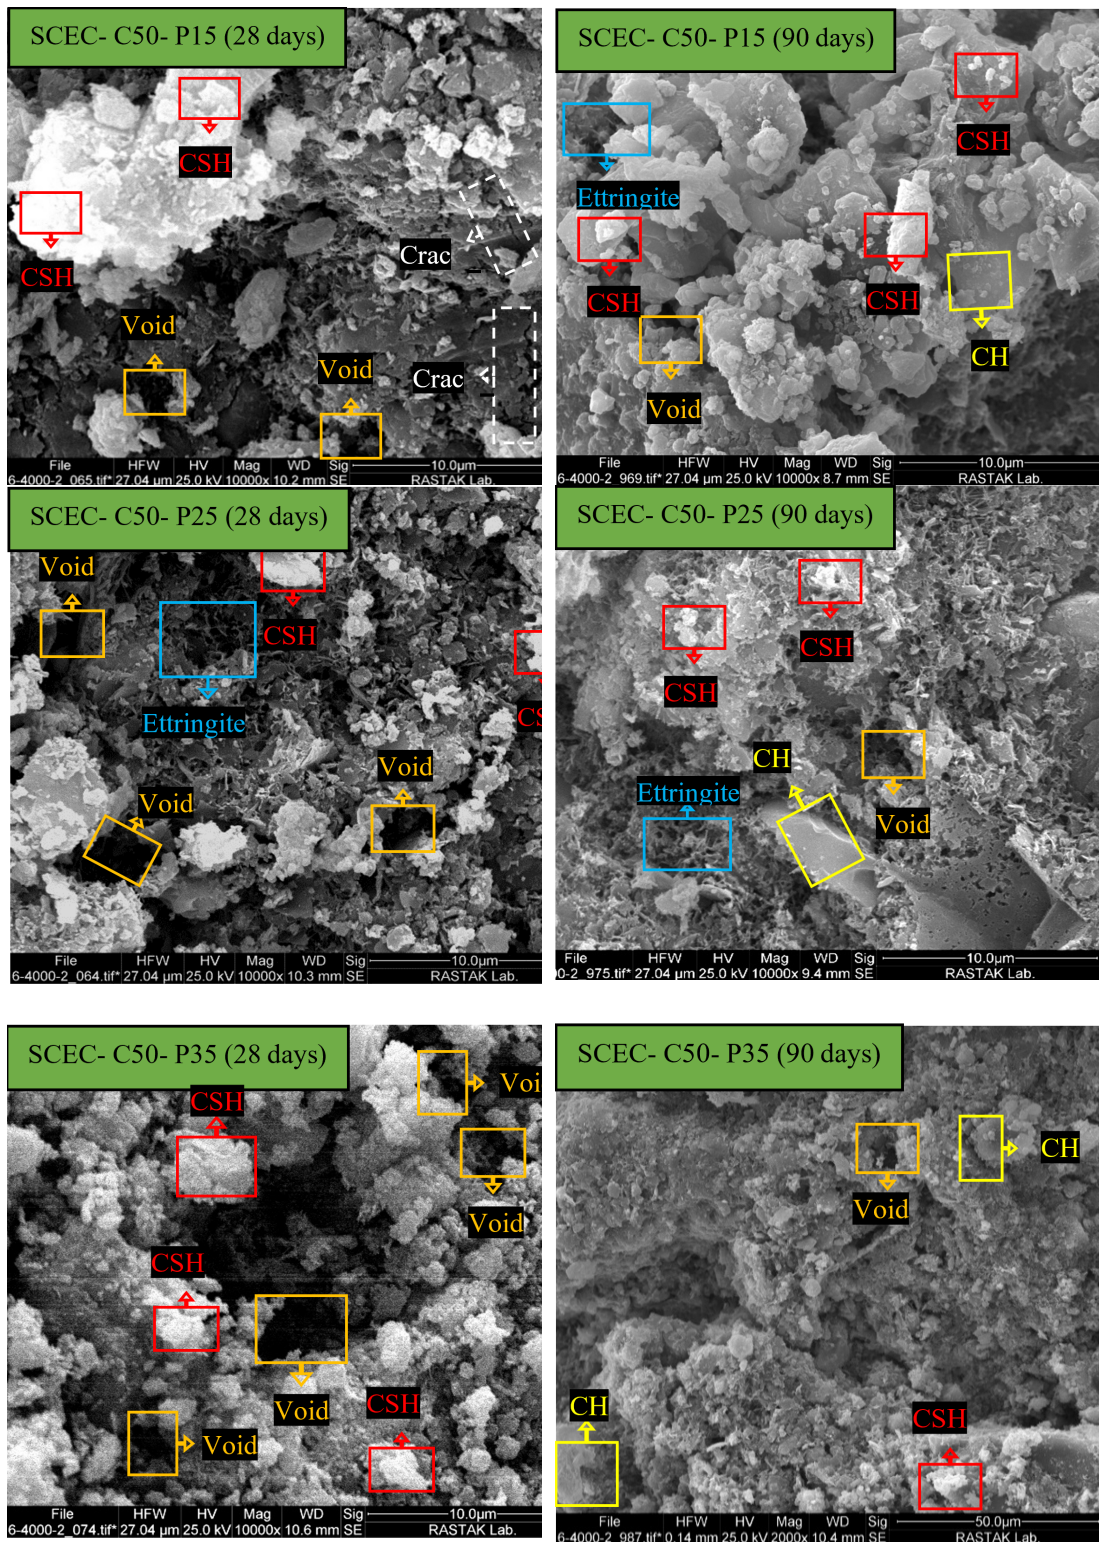 SCEC- C50- P15 (28 days)
CSH
CSH
Crac
Void
Void
Crac
File HFW HV Mag WD Sig 10.0µm
6-4000-2_065.tif* 27.04 µm 25.0 kV 10000x 10.2 mm SE RASTAK Lab.
SCEC- C50- P15 (90 days)
CSH
Ettringite
CSH
CSH
CH
Void
File HFW HV Mag WD Sig 10.0µm
6-4000-2_969.tif* 27.04 µm 25.0 kV 10000x 8.7 mm SE RASTAK Lab.
SCEC- C50- P25 (28 days)
Void
CSH
Ettringite
CS
Void
Void
File HFW HV Mag WD Sig 10.0µm
6-4000-2_064.tif* 27.04 µm 25.0 kV 10000x 10.3 mm SE RASTAK Lab.
SCEC- C50- P25 (90 days)
CSH
CSH
CH
Ettringite
Void
File HFW HV Mag WD Sig 10.0µm
00-2_975.tif* 27.04 µm 25.0 kV 10000x 9.4 mm SE RASTAK Lab.
SCEC- C50- P35 (28 days)
Voi
CSH
Void
CSH
CSH
Void
Void
File HFW HV Mag WD Sig 10.0µm
6-4000-2_074.tif* 27.04 µm 25.0 kV 10000x 10.6 mm SE RASTAK Lab.
SCEC- C50- P35 (90 days)
CH
Void
CH
CSH
File HFW HV Mag WD Sig 50.0µm
6-4000-2_987.tif* 0.14 mm 25.0 kV 2000x 10.4 mm SE RASTAK Lab.